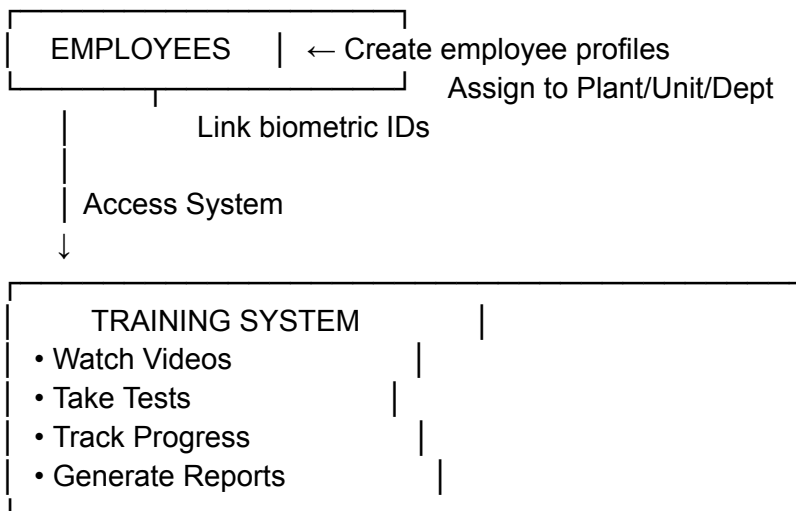 EMPLOYEES ← Create employee profiles
Assign to Plant/Unit/Dept
Link biometric IDs
Access System
↓
TRAINING SYSTEM
• Watch Videos
• Take Tests
• Track Progress
• Generate Reports